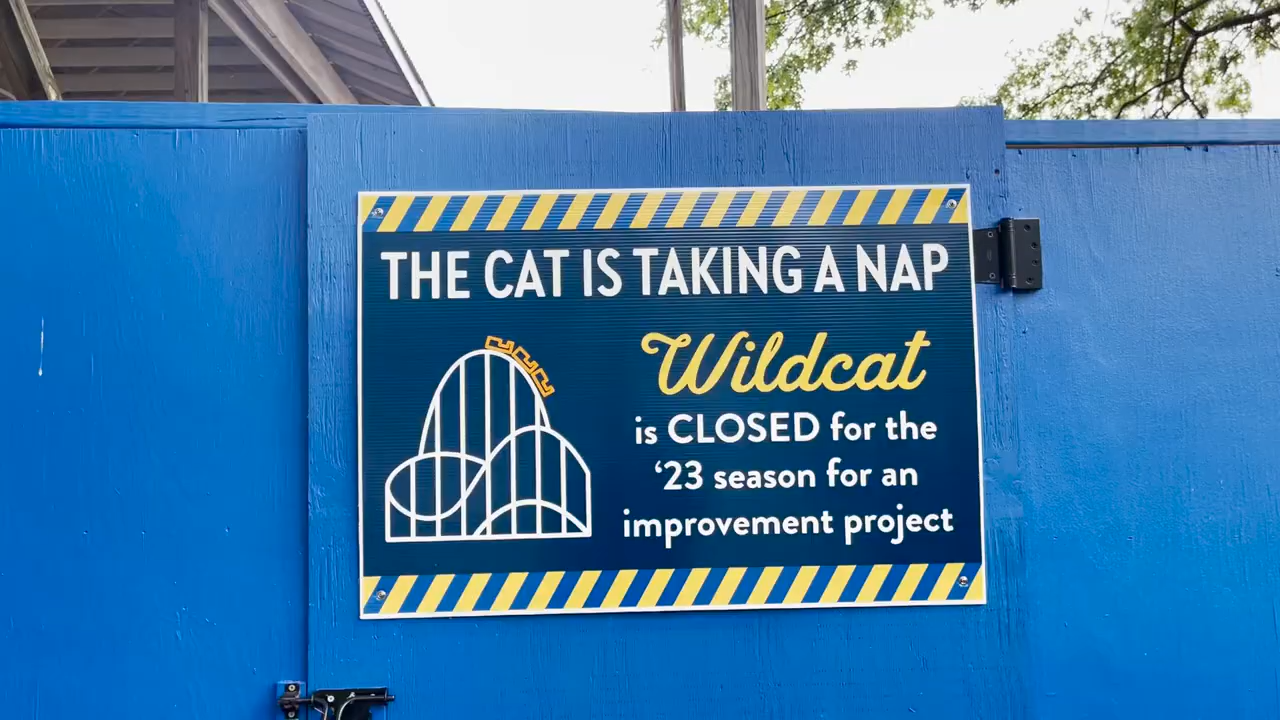 THE CAT IS TAKING A NAP
Wildcat
is CLOSED for the
‘23 season for an
improvement project